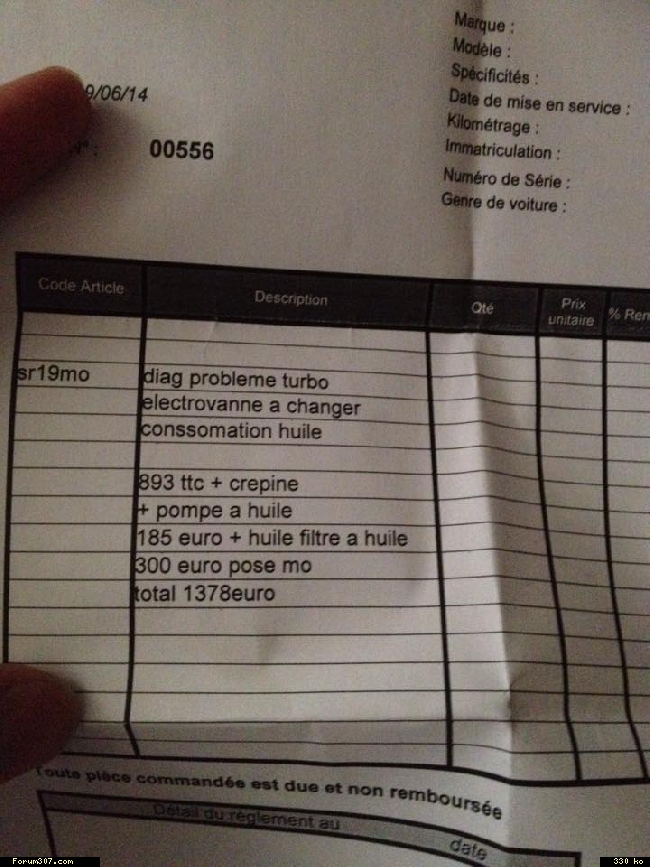 Marque :
Modèle :
Spécificités :
Date de mise en service :
Kilométrage :
Immatriculation :
Numéro de Série :
Genre de voiture :
9/06/14
N° : 00556
Code Article Description Qté Prix unitaire % Rem
sr19mo diag probleme turbo
electrovanne a changer
conssomation huile
893 ttc + crepine
+ pompe a huile
185 euro + huile filtre a huile
300 euro pose mo
total 1378euro
Toute pièce commandée est due et non remboursée
Détail du règlement au
date
Forum307.com
330 ko